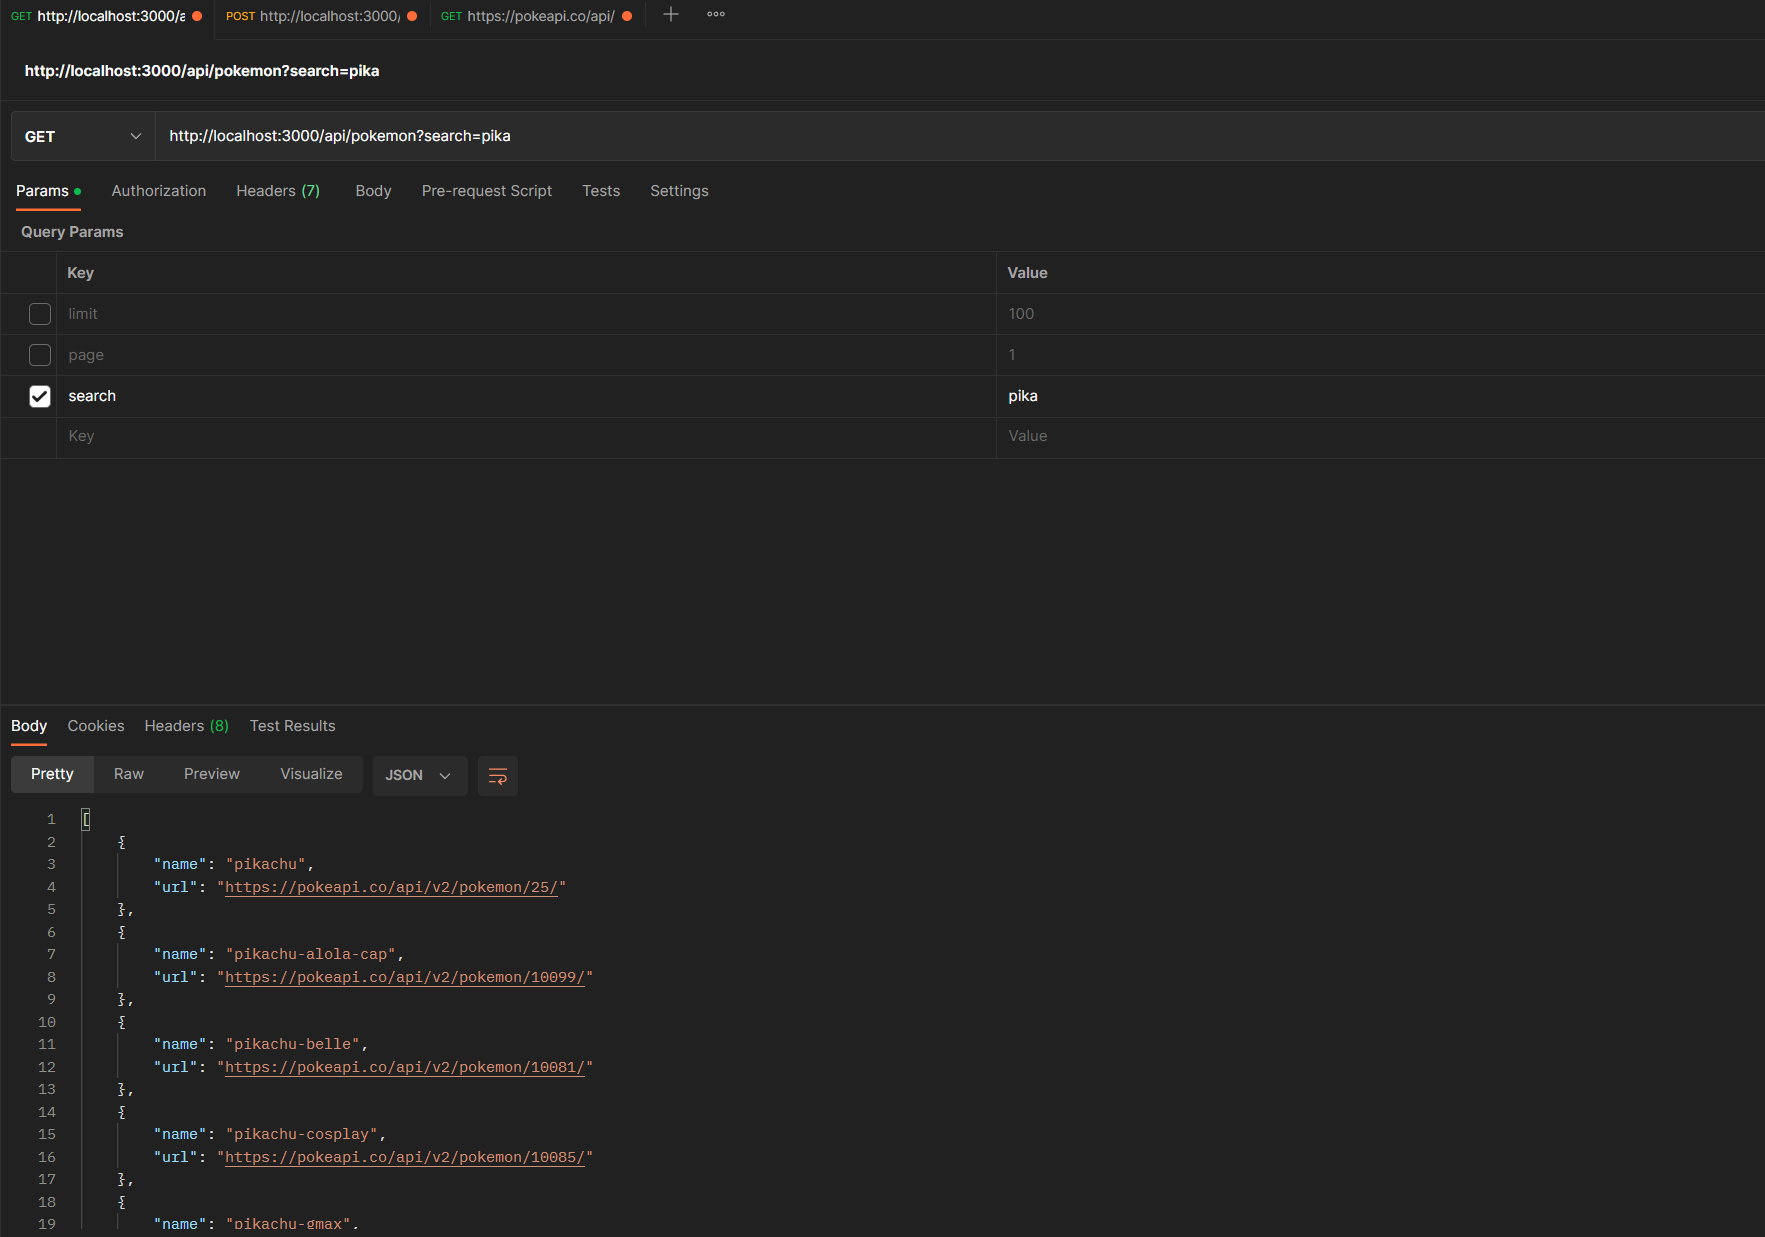 GET http://localhost:3000/a POST http://localhost:3000/ GET https://pokeapi.co/api/
http://localhost:3000/api/pokemon?search=pika
GET http://localhost:3000/api/pokemon?search=pika
Params Authorization Headers (7) Body Pre-request Script Tests Settings
Query Params
Key Value
limit 100
page 1
search pika
Key Value
Body Cookies Headers (8) Test Results
Pretty Raw Preview Visualize JSON
1 [
2 {
3 "name": "pikachu",
4 "url": "https://pokeapi.co/api/v2/pokemon/25/"
5 },
6 {
7 "name": "pikachu-alola-cap",
8 "url": "https://pokeapi.co/api/v2/pokemon/10099/"
9 },
10 {
11 "name": "pikachu-belle",
12 "url": "https://pokeapi.co/api/v2/pokemon/10081/"
13 },
14 {
15 "name": "pikachu-cosplay",
16 "url": "https://pokeapi.co/api/v2/pokemon/10085/"
17 },
18 {
19 "name": "pikachu-gmax",